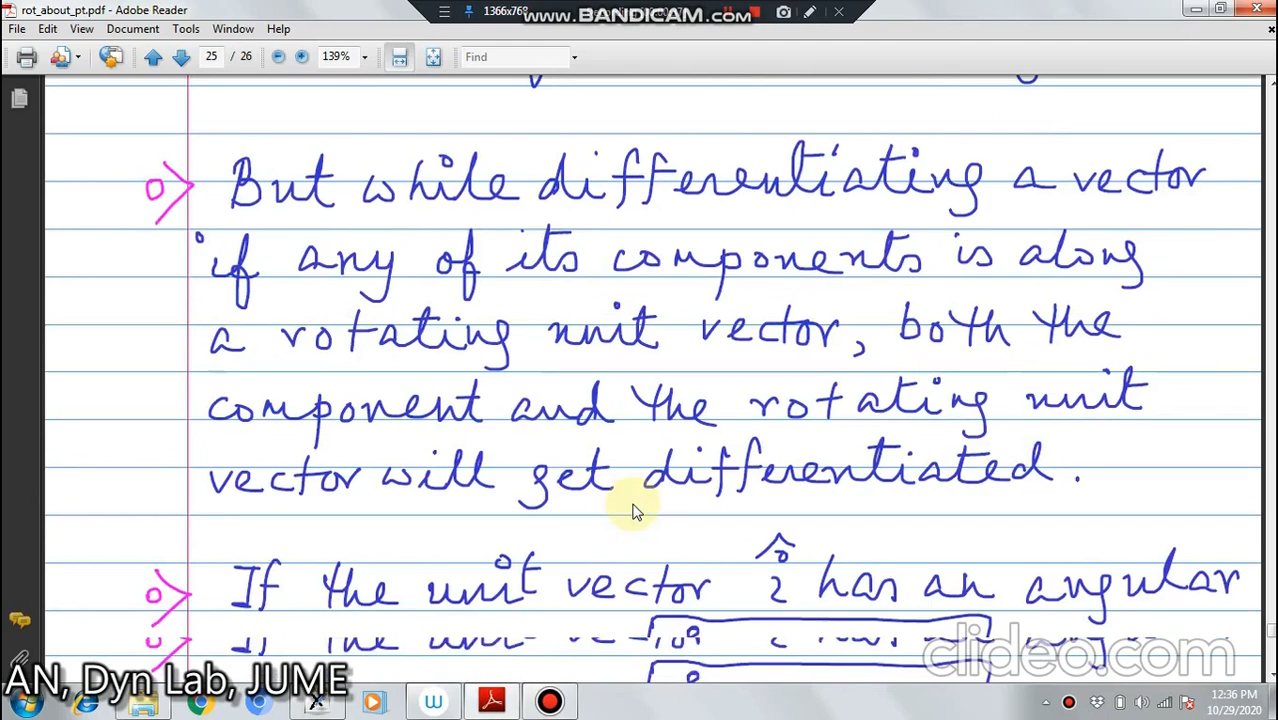 rot_about_pt.pdf - Adobe Reader
1366x768
www.BANDICAM.com
File Edit View Document Tools Window Help
25 / 26 139% Find
But while differentiating a vector
if any of its components is along
a rotating unit vector, both the
component and the rotating unit
vector will get differentiated.
If the unit vector î has an angular
clideo.com
AN, Dyn Lab, JUME
12:36 PM
10/29/2020